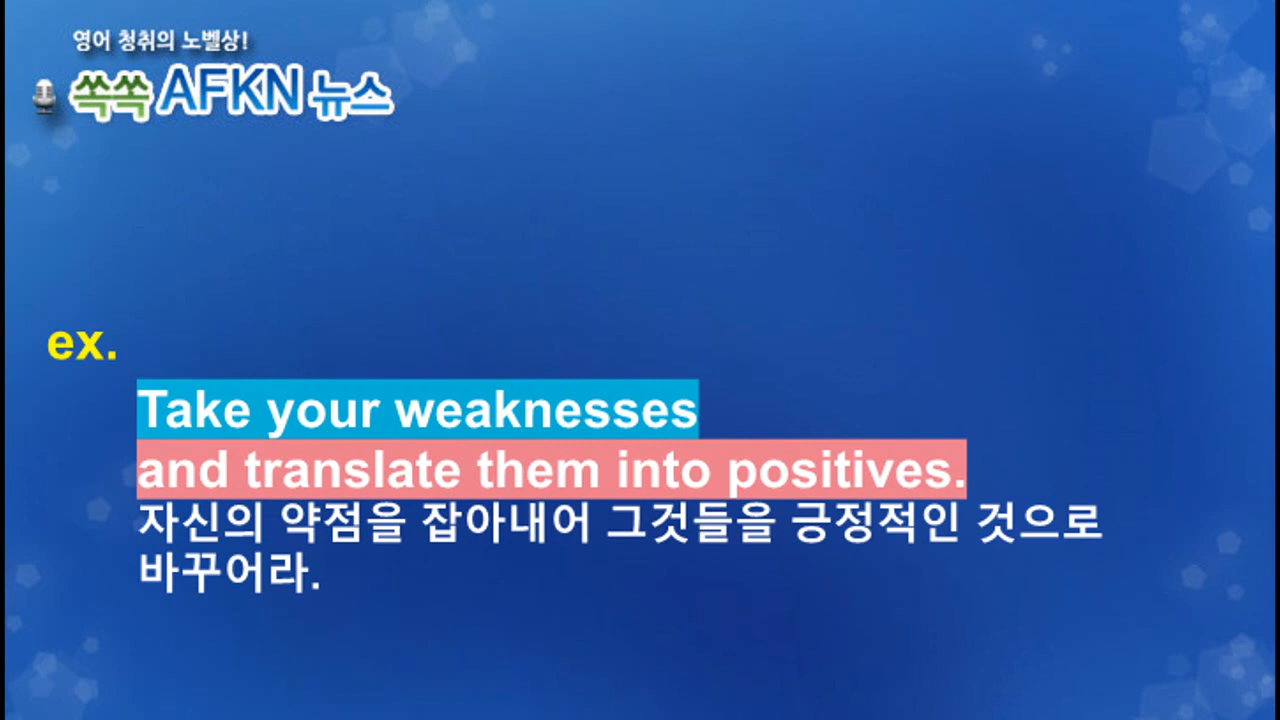 영어 청취의 노벨상!
쏙쏙 AFKN 뉴스
ex.
Take your weaknesses
and translate them into positives.
자신의 약점을 잡아내어 그것들을 긍정적인 것으로
바꾸어라.